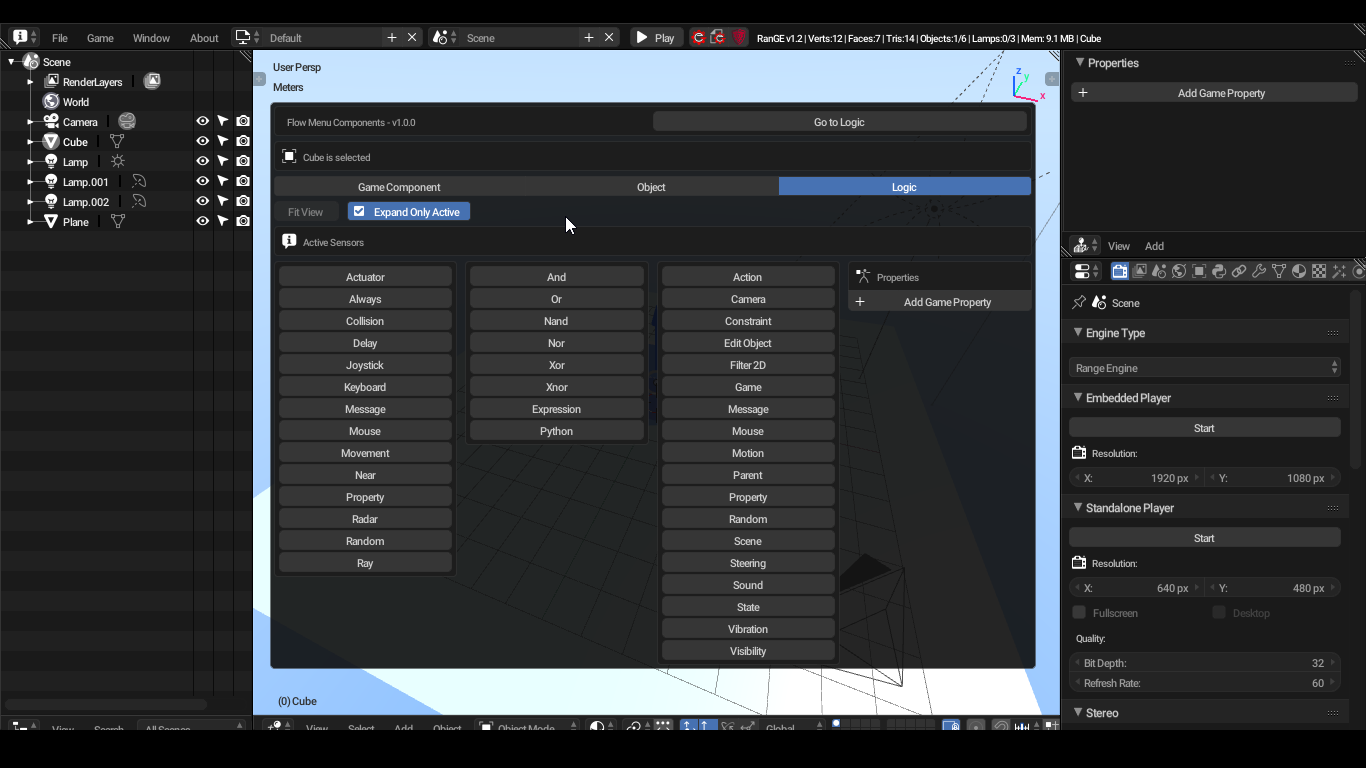 File Game Window About Default Scene Play RanGE v1.2 | Verts:12 | Faces:7 | Tris:14 | Objects:1/6 | Lamps:0/3 | Mem: 9.1 MB | Cube
Scene
RenderLayers
World
Camera
Cube
Lamp
Lamp.001
Lamp.002
Plane
View Search All Scenes
User Persp
Meters
z
y
x
Flow Menu Components - v1.0.0 Go to Logic
Cube is selected
Game Component Object Logic
Fit View Expand Only Active
Active Sensors
Actuator
Always
Collision
Delay
Joystick
Keyboard
Message
Mouse
Movement
Near
Property
Radar
Random
Ray
And
Or
Nand
Nor
Xor
Xnor
Expression
Python
Action
Camera
Constraint
Edit Object
Filter 2D
Game
Message
Mouse
Motion
Parent
Property
Random
Scene
Steering
Sound
State
Vibration
Visibility
Properties
Add Game Property
(0) Cube
View Select Add Object Object Mode Global
Properties
Add Game Property
View Add
Scene
Engine Type
Range Engine
Embedded Player
Start
Resolution:
X: 1920 px Y: 1080 px
Standalone Player
Start
Resolution:
X: 640 px Y: 480 px
Fullscreen Desktop
Quality:
Bit Depth: 32
Refresh Rate: 60
Stereo